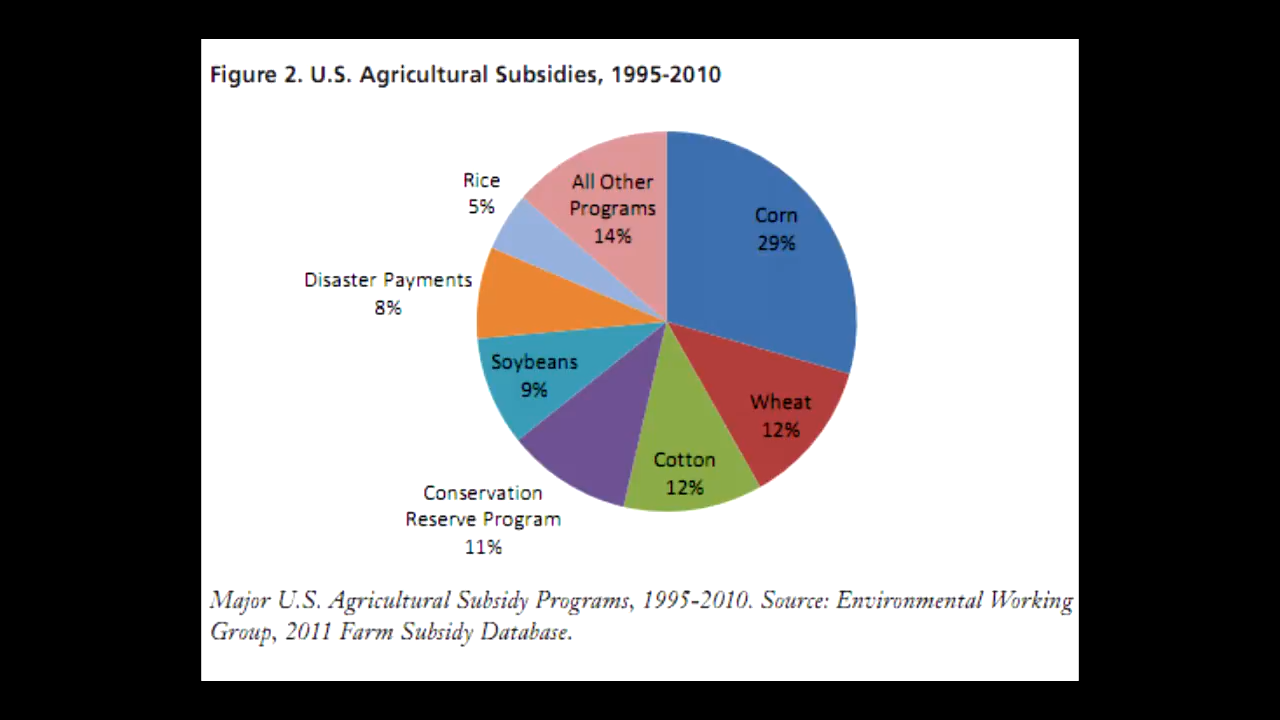 Figure 2. U.S. Agricultural Subsidies, 1995-2010
Rice
5%
All Other
Programs
14%
Corn
29%
Disaster Payments
8%
Soybeans
9%
Wheat
12%
Cotton
12%
Conservation
Reserve Program
11%
Major U.S. Agricultural Subsidy Programs, 1995-2010. Source: Environmental Working
Group, 2011 Farm Subsidy Database.